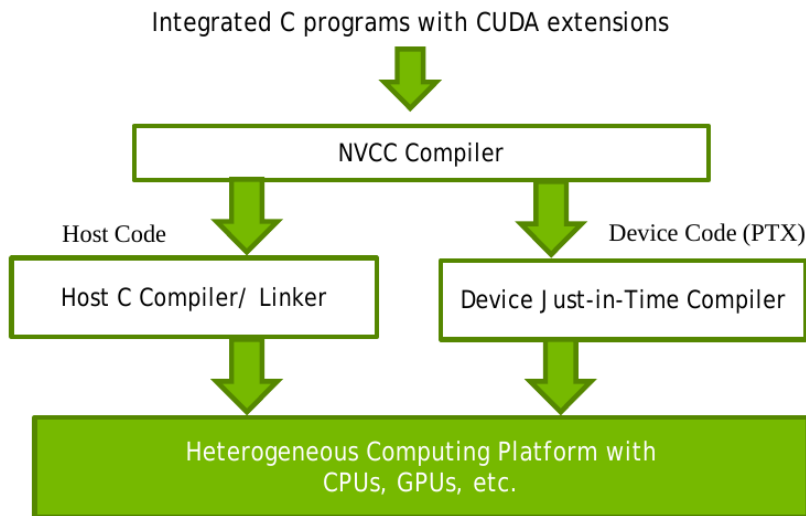 Integrated C programs with CUDA extensions
NVCC Compiler
Host Code
Device Code (PTX)
Host C Compiler/ Linker
Device Just-in-Time Compiler
Heterogeneous Computing Platform with
CPUs, GPUs, etc.